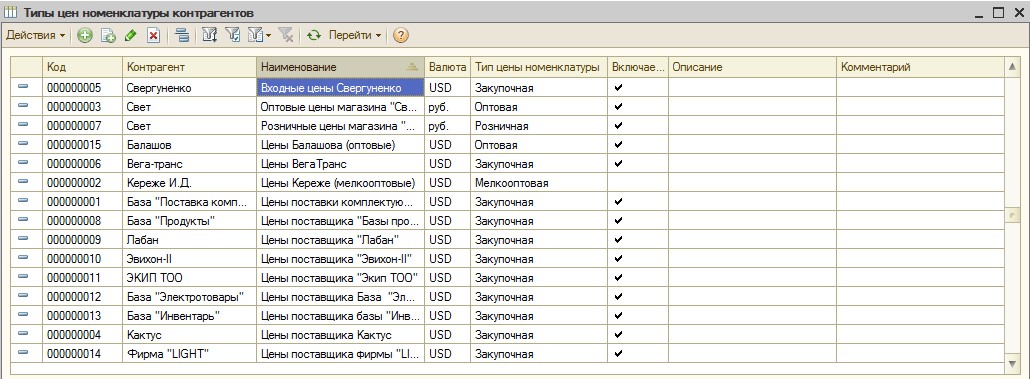 Типы цен номенклатуры контрагентов
Действия Перейти
Код Контрагент Наименование Валюта Тип цены номенклатуры Включае... Описание Комментарий
000000005 Свергуненко Входные цены Свергуненко USD Закупочная
000000003 Свет Оптовые цены магазина "Св... руб. Оптовая
000000007 Свет Розничные цены магазина "... руб. Розничная
000000015 Балашов Цены Балашова (оптовые) USD Оптовая
000000006 Вега-транс Цены ВегаТранс USD Закупочная
000000002 Кереже И.Д. Цены Кереже (мелкооптовые) USD Мелкооптовая
000000001 База "Поставка комп... Цены поставки комплектую... USD Закупочная
000000008 База "Продукты" Цены поставщика "Базы про... USD Закупочная
000000009 Лабан Цены поставщика "Лабан" USD Закупочная
000000010 Эвихон-II Цены поставщика "Эвихон-II" USD Закупочная
000000011 ЭКИП ТОО Цены поставщика "Экип ТОО" USD Закупочная
000000012 База "Электротовары" Цены поставщика База "Эл... USD Закупочная
000000013 База "Инвентарь" Цены поставщика базы "Инв... USD Закупочная
000000004 Кактус Цены поставщика Кактус USD Закупочная
000000014 Фирма "LIGHT" Цены поставщика фирмы "LI... USD Закупочная